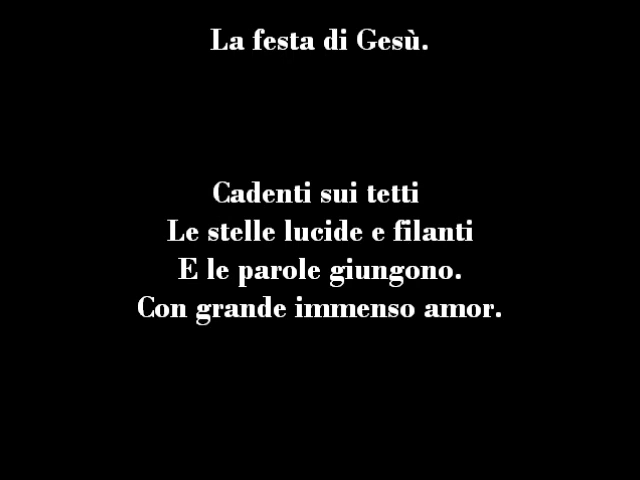 La festa di Gesù.
Cadenti sui tetti
Le stelle lucide e filanti
E le parole giungono.
Con grande immenso amor.